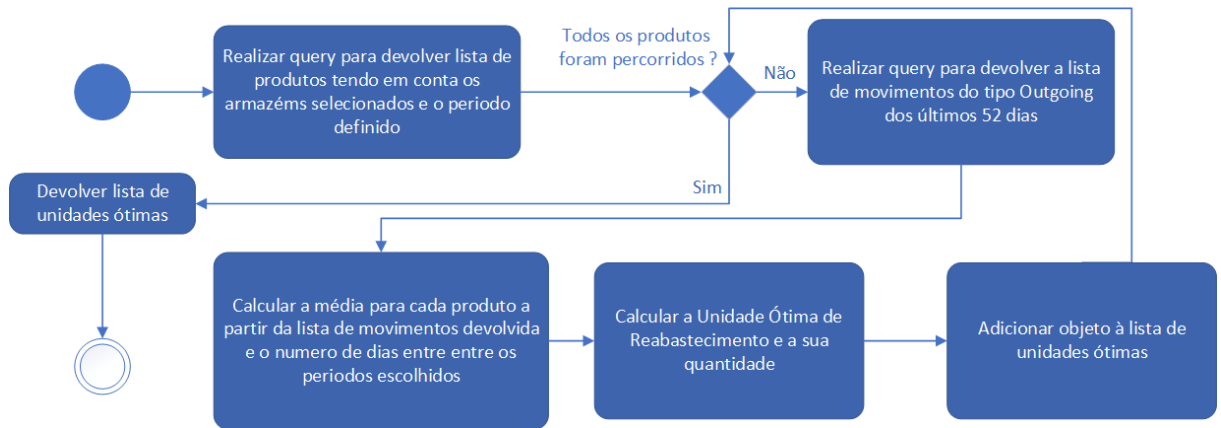 Realizar query para devolver lista de
produtos tendo em conta os
armazéns selecionados e o periodo
definido
Todos os produtos
foram percorridos ?
Não
Realizar query para devolver a lista
de movimentos do tipo Outgoing
dos últimos 52 dias
Sim
Devolver lista de
unidades ótimas
Calcular a média para cada produto a
partir da lista de movimentos devolvida
e o numero de dias entre entre os
periodos escolhidos
Calcular a Unidade Ótima de
Reabastecimento e a sua
quantidade
Adicionar objeto à lista de
unidades ótimas